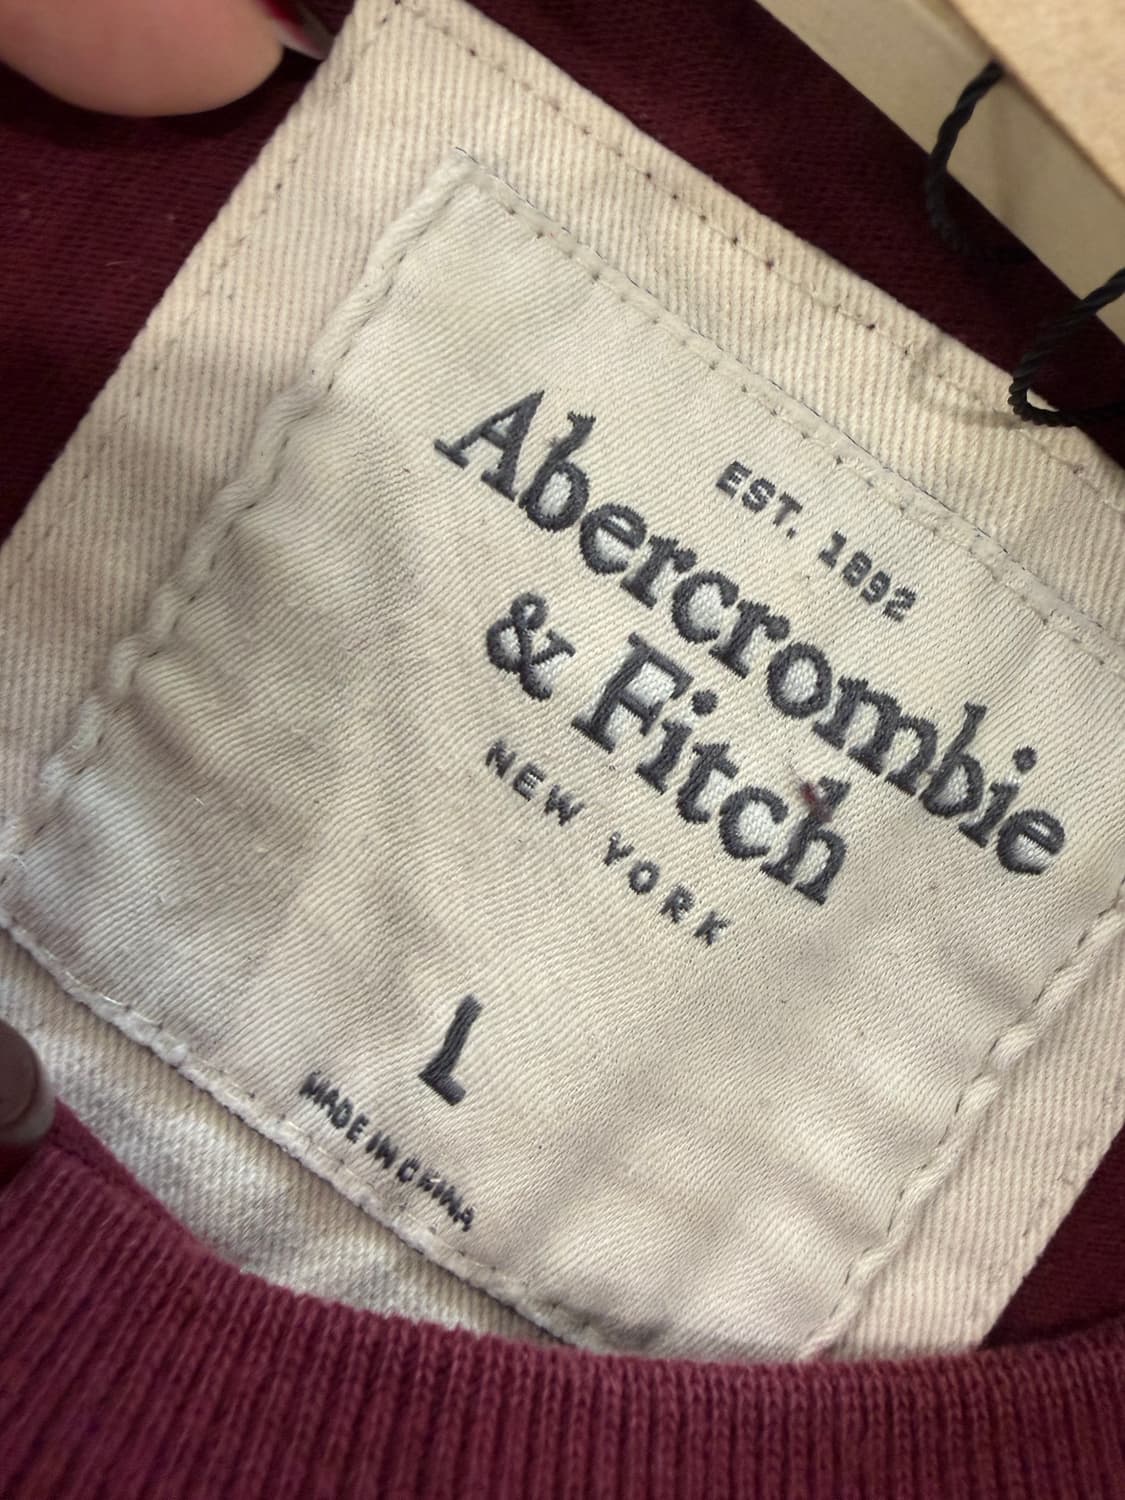 EST. 1892
Abercrombie
& Fitch
NEW YORK
L
MADE IN CHINA